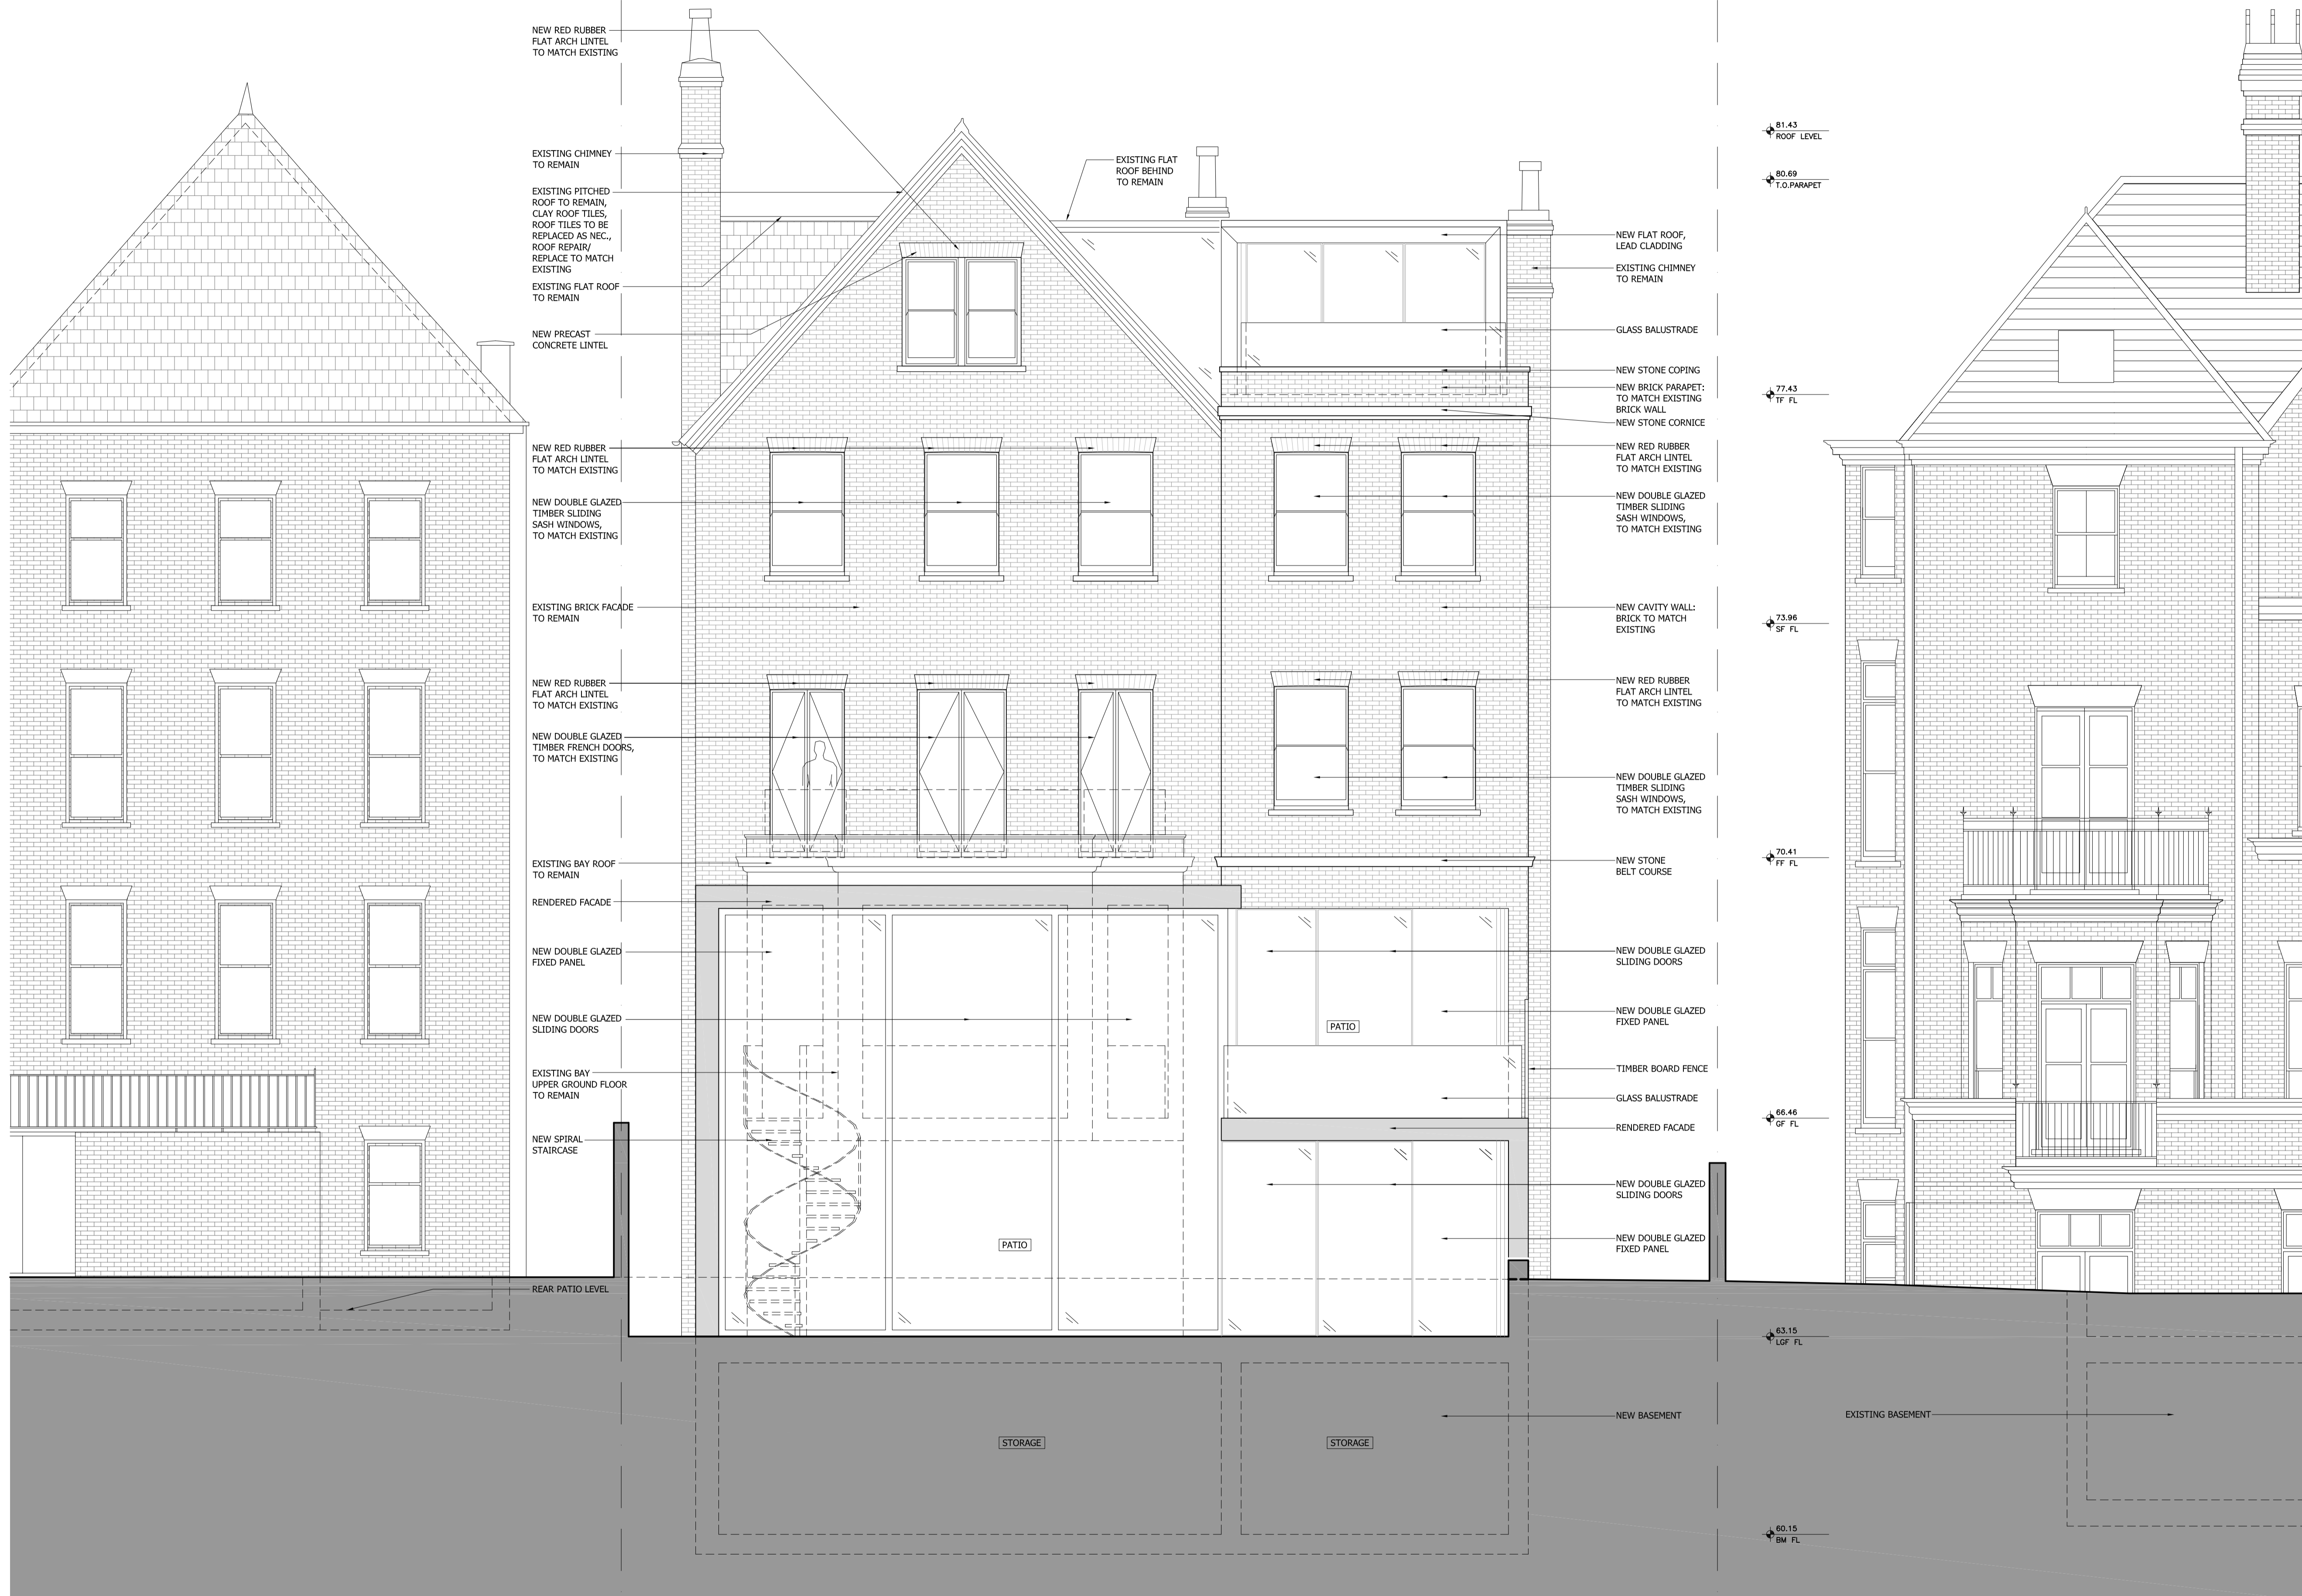 NEW RED RUBBER
FLAT ARCH LINTEL
TO MATCH EXISTING
EXISTING CHIMNEY
TO REMAIN
EXISTING PITCHED
ROOF TO REMAIN,
CLAY ROOF TILES,
ROOF TILES TO BE
REPLACED AS NEC.,
ROOF REPAIR/
REPLACE TO MATCH
EXISTING
EXISTING FLAT ROOF
TO REMAIN
NEW PRECAST
CONCRETE LINTEL
NEW RED RUBBER
FLAT ARCH LINTEL
TO MATCH EXISTING
NEW DOUBLE GLAZED
TIMBER SLIDING
SASH WINDOWS,
TO MATCH EXISTING
EXISTING BRICK FACADE
TO REMAIN
NEW RED RUBBER
FLAT ARCH LINTEL
TO MATCH EXISTING
NEW DOUBLE GLAZED
TIMBER FRENCH DOORS,
TO MATCH EXISTING
EXISTING BAY ROOF
TO REMAIN
RENDERED FACADE
NEW DOUBLE GLAZED
FIXED PANEL
NEW DOUBLE GLAZED
SLIDING DOORS
EXISTING BAY
UPPER GROUND FLOOR
TO REMAIN
NEW SPIRAL
STAIRCASE
REAR PATIO LEVEL
EXISTING FLAT
ROOF BEHIND
TO REMAIN
PATIO
PATIO
STORAGE
STORAGE
NEW FLAT ROOF,
LEAD CLADDING
EXISTING CHIMNEY
TO REMAIN
GLASS BALUSTRADE
NEW STONE COPING
NEW BRICK PARAPET:
TO MATCH EXISTING
BRICK WALL
NEW STONE CORNICE
NEW RED RUBBER
FLAT ARCH LINTEL
TO MATCH EXISTING
NEW DOUBLE GLAZED
TIMBER SLIDING
SASH WINDOWS,
TO MATCH EXISTING
NEW CAVITY WALL:
BRICK TO MATCH
EXISTING
NEW RED RUBBER
FLAT ARCH LINTEL
TO MATCH EXISTING
NEW DOUBLE GLAZED
TIMBER SLIDING
SASH WINDOWS,
TO MATCH EXISTING
NEW STONE
BELT COURSE
NEW DOUBLE GLAZED
SLIDING DOORS
NEW DOUBLE GLAZED
FIXED PANEL
TIMBER BOARD FENCE
GLASS BALUSTRADE
RENDERED FACADE
NEW DOUBLE GLAZED
SLIDING DOORS
NEW DOUBLE GLAZED
FIXED PANEL
NEW BASEMENT
81.43
ROOF LEVEL
80.69
T.O.PARAPET
77.43
TF FL
73.96
SF FL
70.41
FF FL
66.46
GF FL
63.15
LGF FL
60.15
BM FL
EXISTING BASEMENT